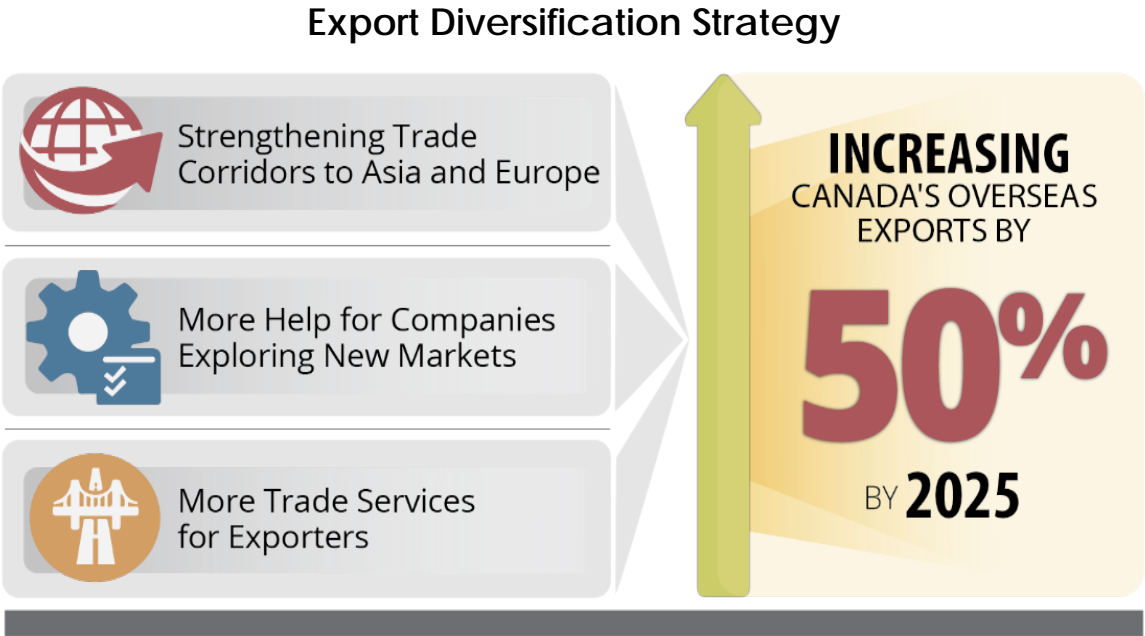 Export Diversification Strategy
Strengthening Trade
Corridors to Asia and Europe
More Help for Companies
Exploring New Markets
More Trade Services
for Exporters
INCREASING
CANADA'S OVERSEAS
EXPORTS BY
50%
BY 2025